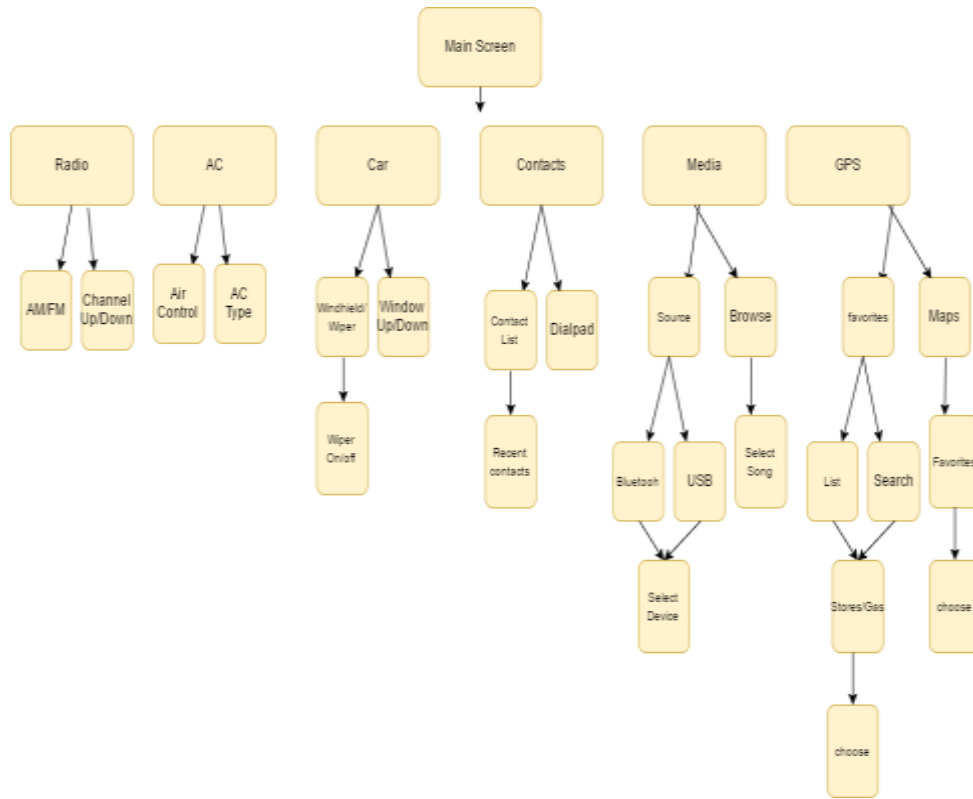 Main Screen
Radio
AC
Car
Contacts
Media
GPS
AM/FM
Channel
Up/Down
Air
Control
AC
Type
Windhield/
Wiper
Window
Up/Down
Contact
List
Dialpad
Source
Browse
favorites
Maps
Wiper
On/off
Recent
contacts
Bluetooh
USB
Select
Song
List
Search
Favorites
Select
Device
Stores/Gas
choose
choose